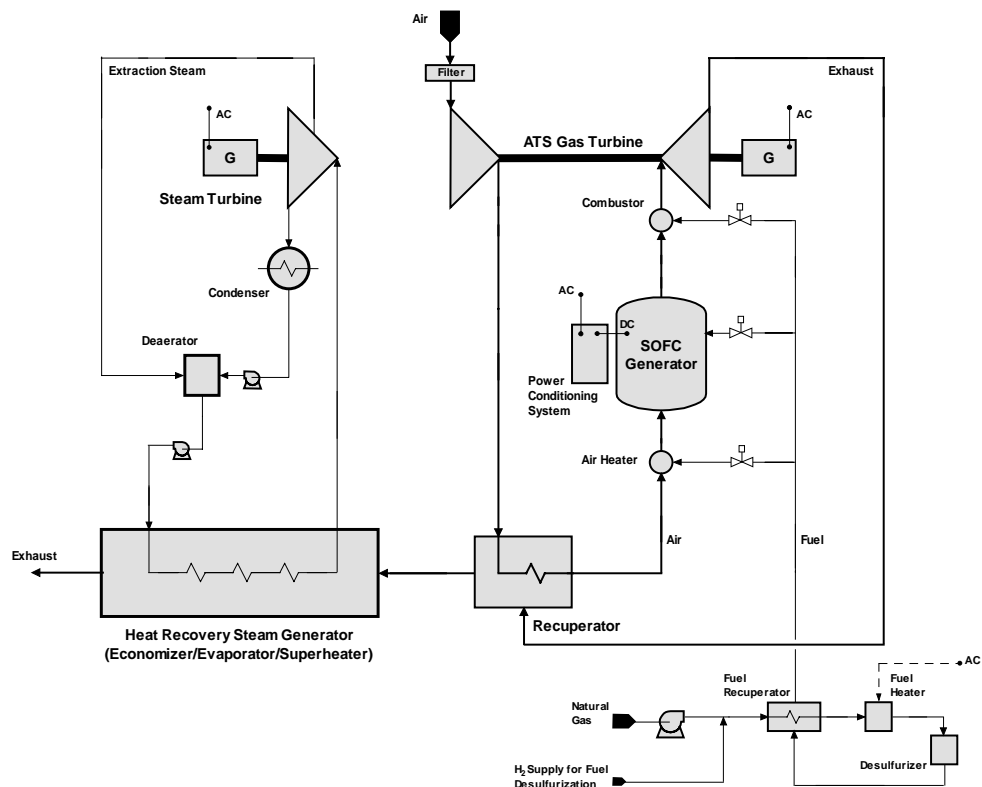 Air
Extraction Steam
Filter
Exhaust
AC
AC
ATS Gas Turbine
G
G
Steam Turbine
Combustor
Condenser
AC
DC
SOFC
Generator
Deaerator
Power
Conditioning
System
Air Heater
Exhaust
Air
Fuel
Recuperator
Heat Recovery Steam Generator
(Economizer/Evaporator/Superheater)
AC
Fuel
Recuperator
Fuel
Heater
Natural
Gas
Desulfurizer
H2 Supply for Fuel
Desulfurization